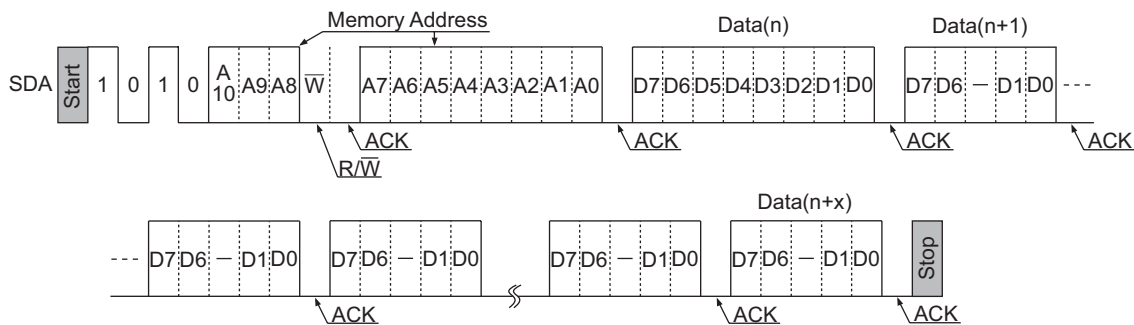 Memory Address
Data(n) Data(n+1)
SDA Start 1 0 1 0 A10 A9 A8 W̅ A7 A6 A5 A4 A3 A2 A1 A0 D7 D6 D5 D4 D3 D2 D1 D0 D7 D6 － D1 D0
ACK ACK ACK ACK
R/W̅
Data(n+x)
D7 D6 － D1 D0 D7 D6 － D1 D0 D7 D6 － D1 D0 D7 D6 － D1 D0 Stop
ACK ACK ACK